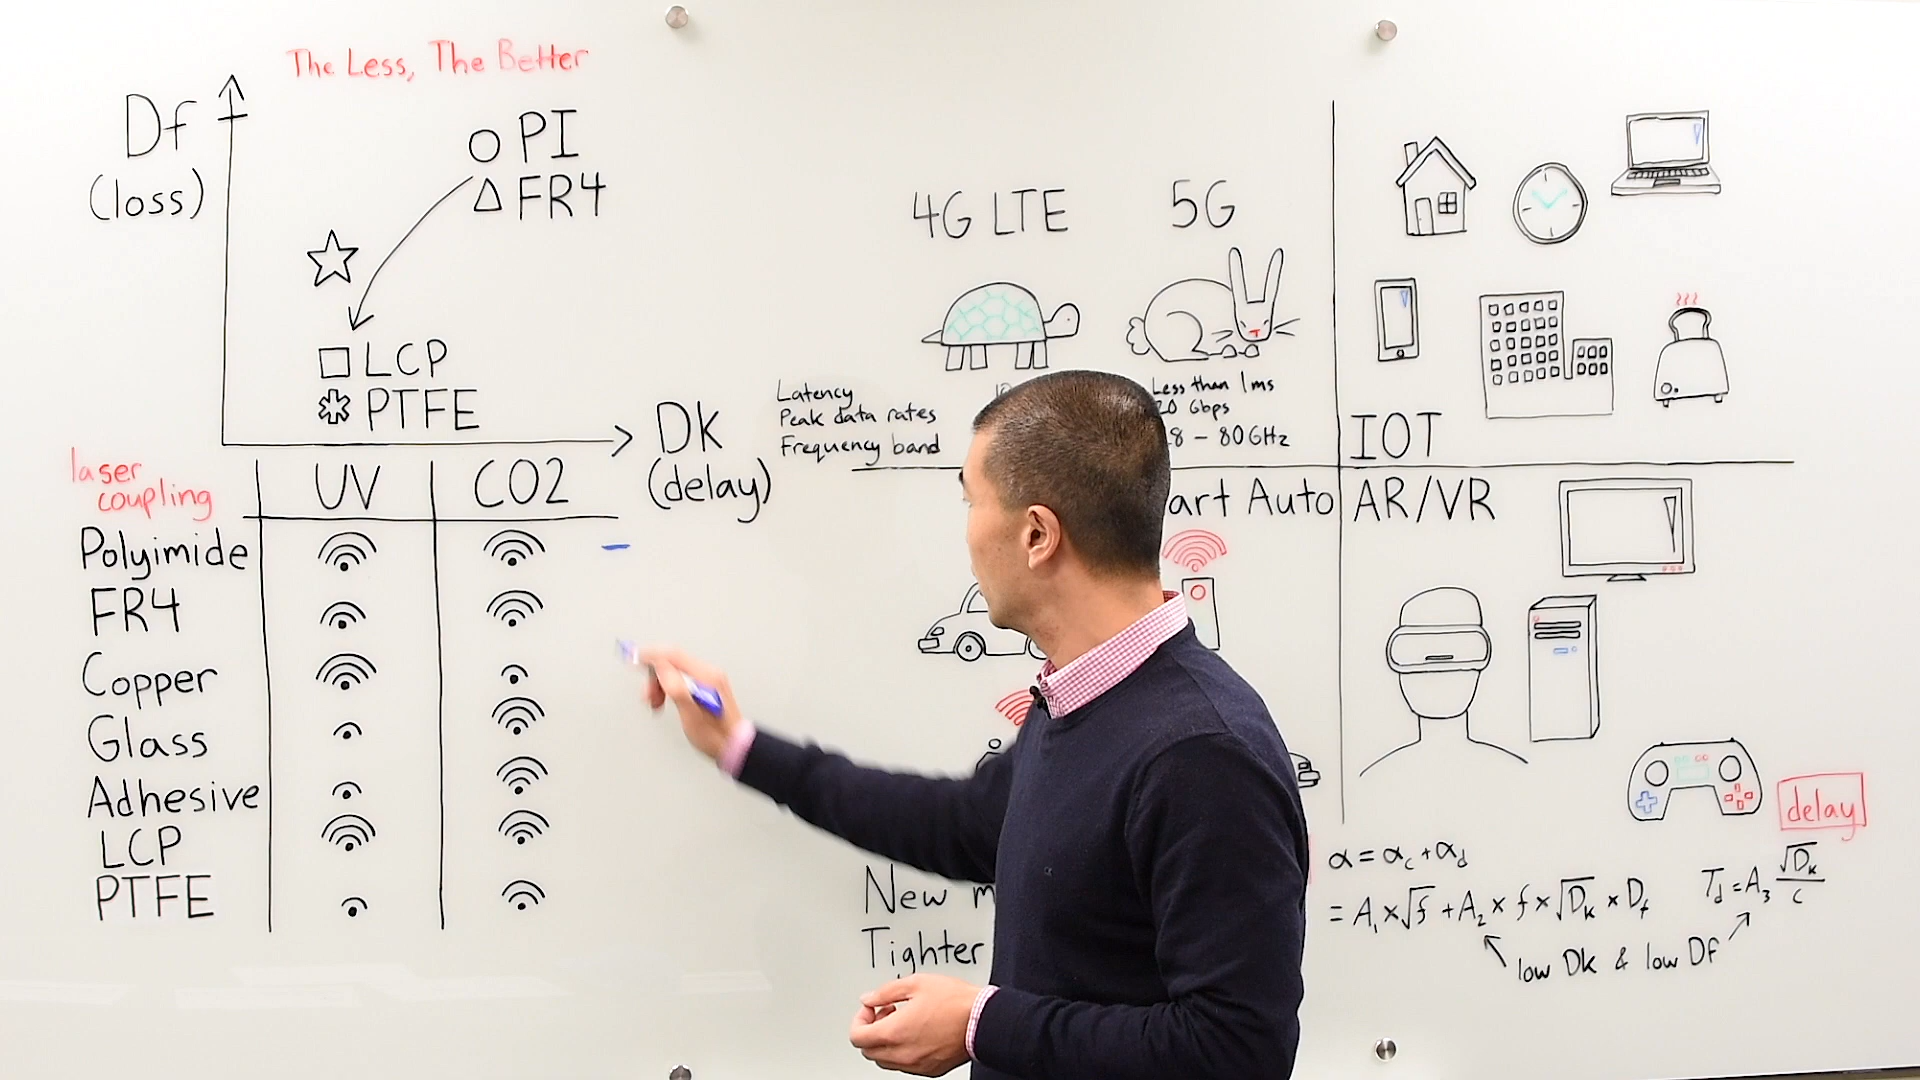 The Less, The Better
Df
(loss)
PI
FR4
LCP
PTFE
DK
(delay)
laser
coupling
UV
CO2
Polyimide
FR4
Copper
Glass
Adhesive
LCP
PTFE
4G LTE
5G
Latency
Peak data rates
Frequency band
Less than 1ms
Gbps
80GHz
IOT
Auto
AR/VR
delay
New
Tighter
α = αc + αd
= A₁ x √f + A₂ x f x √Dk x Df
Td = A₃ √Dk / c
low Dk & low Df